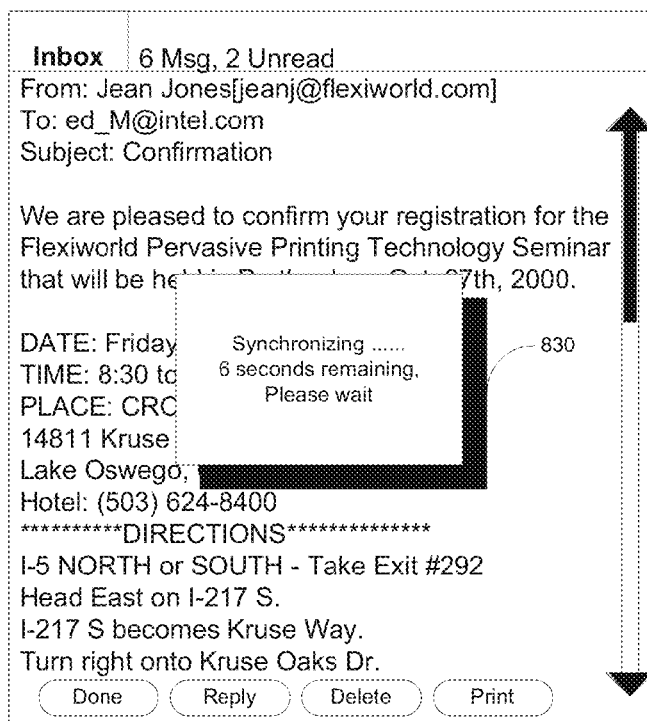 Inbox 6 Msg, 2 Unread
From: Jean Jones[jeanj@flexiworld.com]
To: ed_M@intel.com
Subject: Confirmation
We are pleased to confirm your registration for the
Flexiworld Pervasive Printing Technology Seminar
that will be 7th, 2000.
DATE: Friday
TIME: 8:30
PLACE:
14811 Kruse
Lake Oswego,
Hotel: (503) 624-8400
Synchronizing ......
6 seconds remaining,
Please wait
830
**********DIRECTIONS**************
I-5 NORTH or SOUTH - Take Exit #292
Head East on I-217 S.
I-217 S becomes Kruse Way.
Turn right onto Kruse Oaks Dr.
Done Reply Delete Print